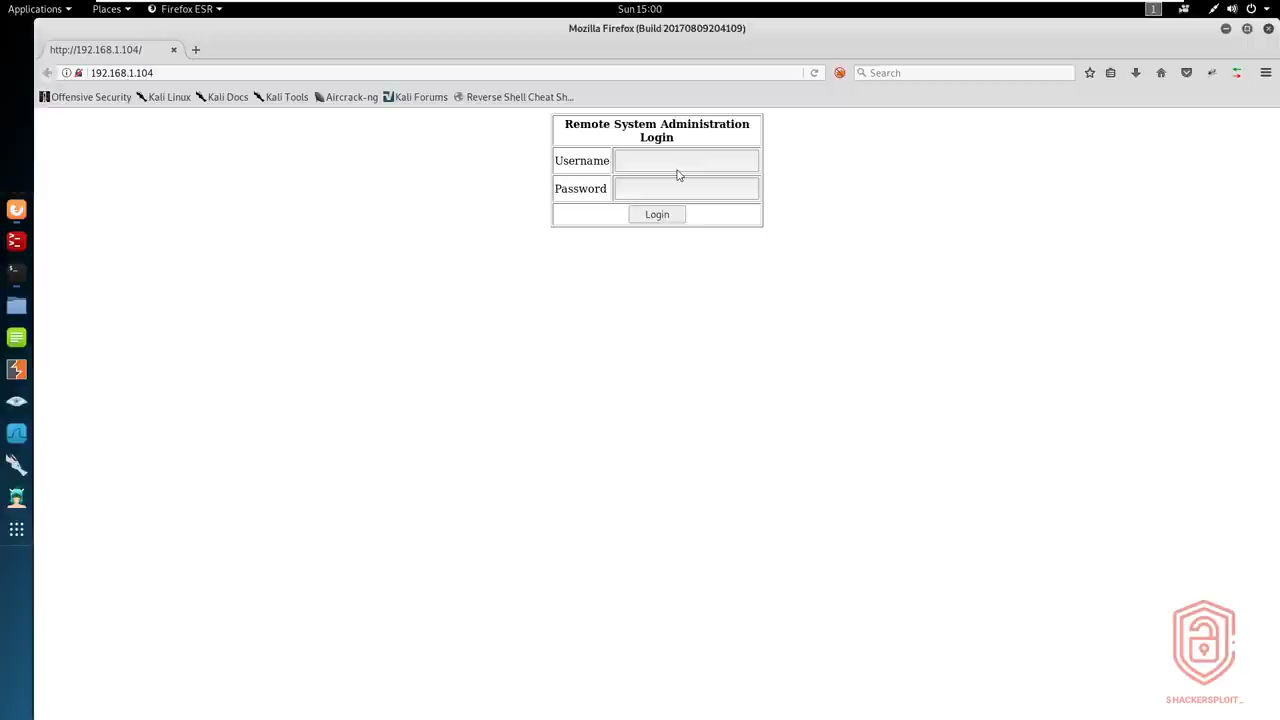 Applications Places Firefox ESR Sun 15:00 1
Mozilla Firefox (Build 20170809204109)
http://192.168.1.104/
192.168.1.104 Search
Offensive Security Kali Linux Kali Docs Kali Tools Aircrack-ng Kali Forums Reverse Shell Cheat Sh...
Remote System Administration
Login
Username
Password
Login
HACKERSPLOIT_